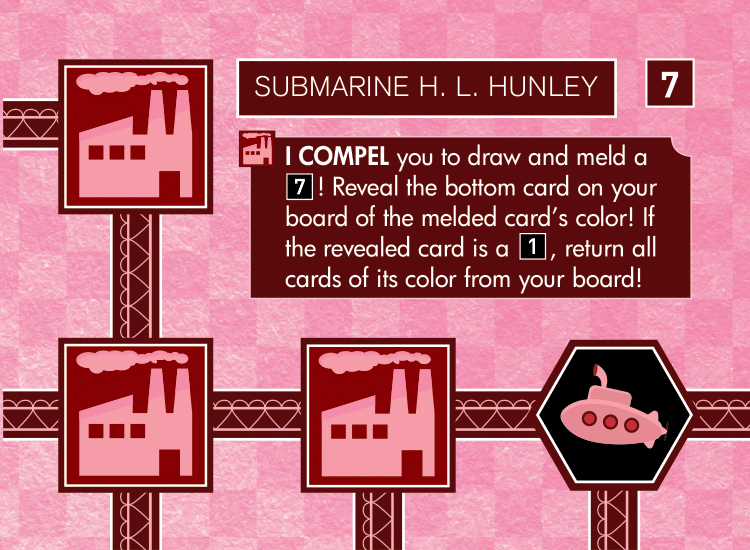 SUBMARINE H. L. HUNLEY
7
I COMPEL you to draw and meld a
7! Reveal the bottom card on your
board of the melded card's color! If
the revealed card is a 1, return all
cards of its color from your board!